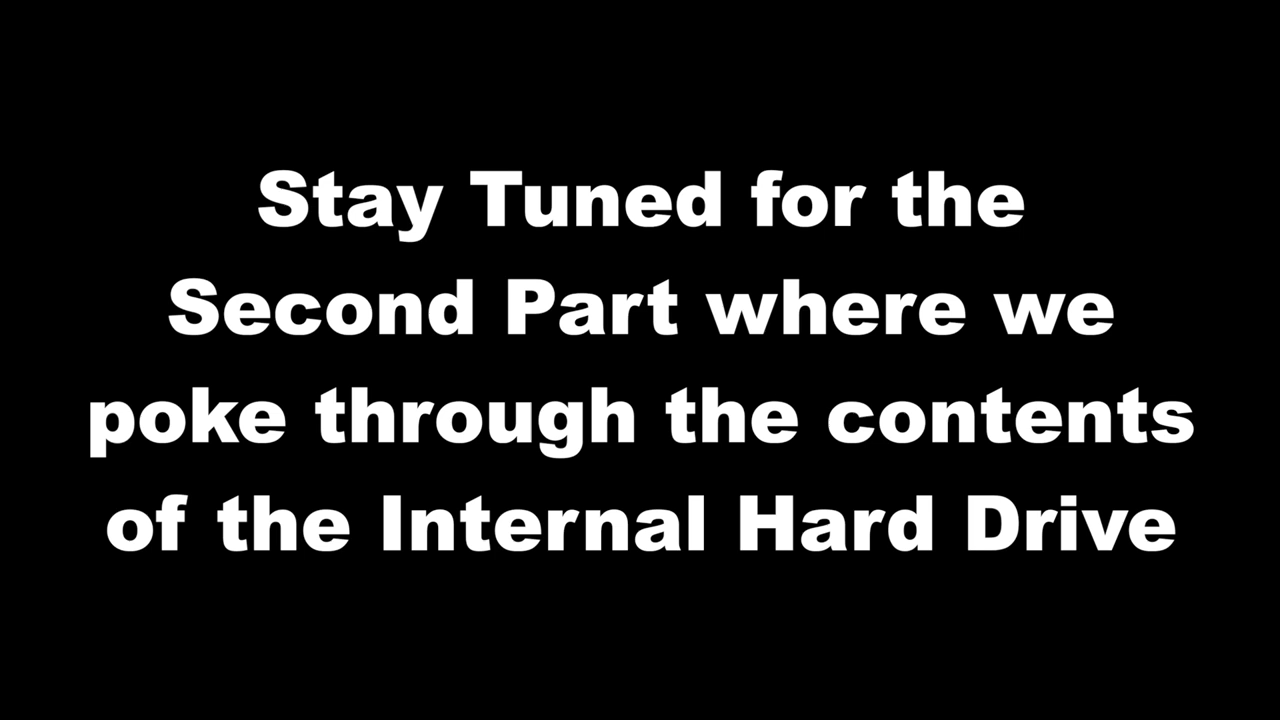 Stay Tuned for the
Second Part where we
poke through the contents
of the Internal Hard Drive